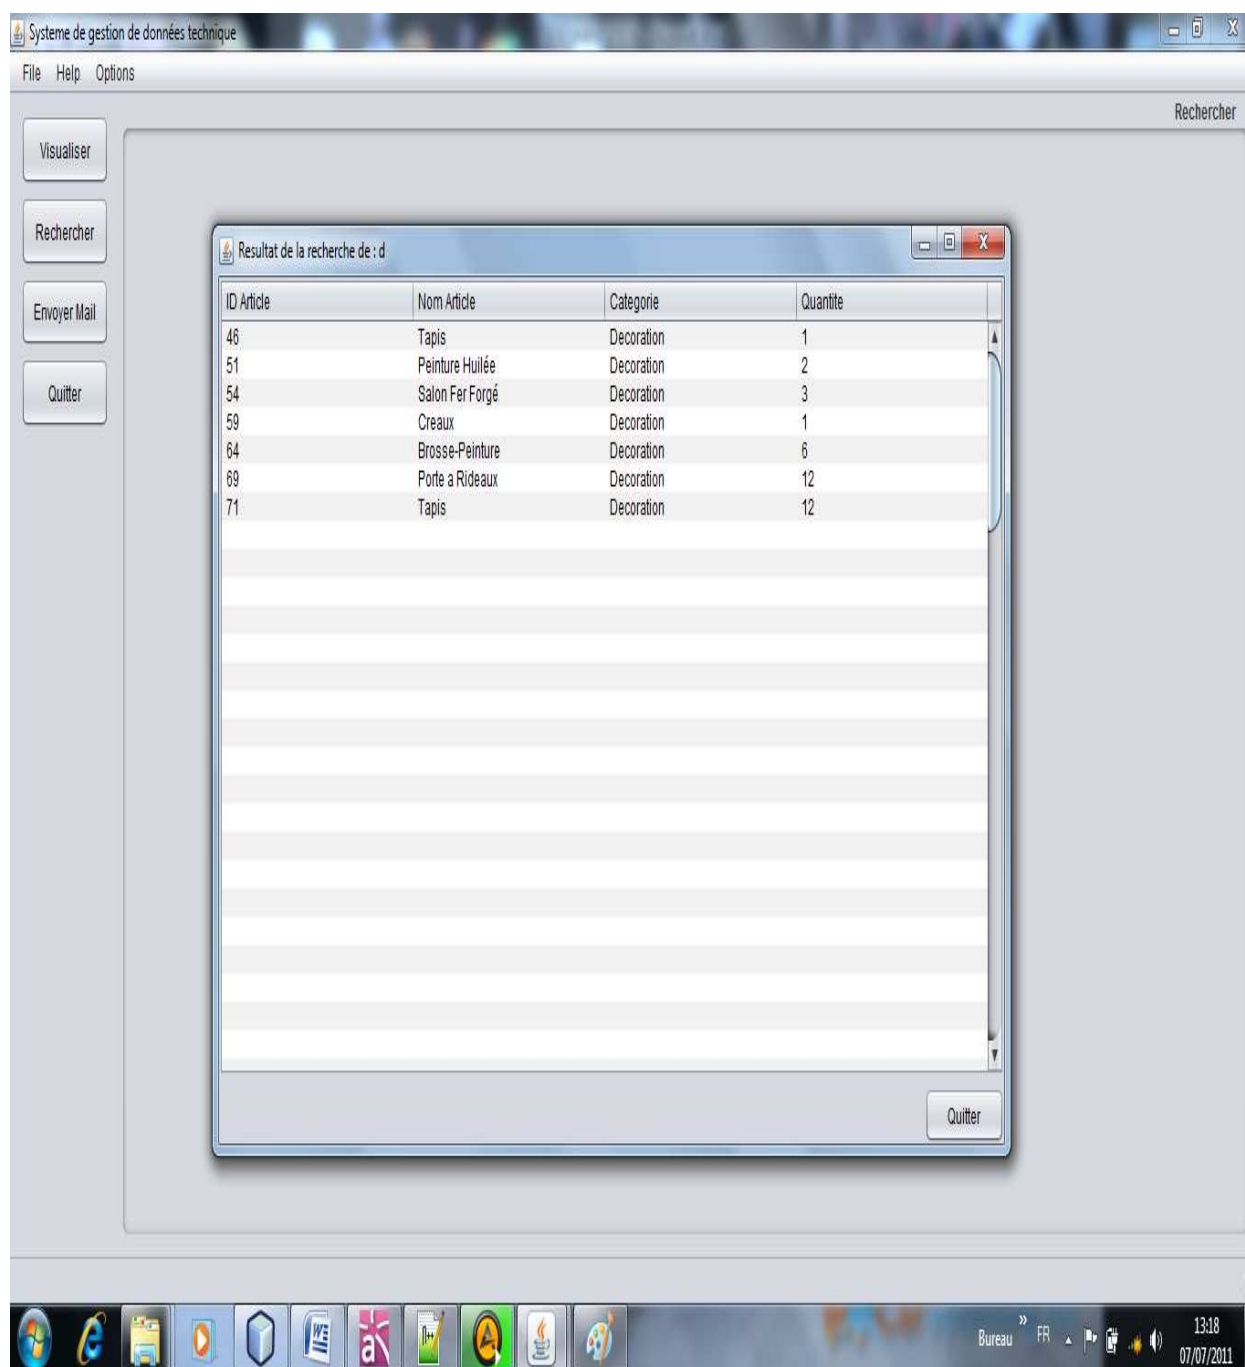 Systeme de gestion de données technique
File Help Options
Rechercher
Visualiser
Rechercher
Envoyer Mail
Quitter
Resultat de la recherche de : d
ID Article Nom Article Categorie Quantite
46 Tapis Decoration 1
51 Peinture Huilée Decoration 2
54 Salon Fer Forgé Decoration 3
59 Creaux Decoration 1
64 Brosse-Peinture Decoration 6
69 Porte a Rideaux Decoration 12
71 Tapis Decoration 12
Quitter
Bureau » FR 13:18
07/07/2011